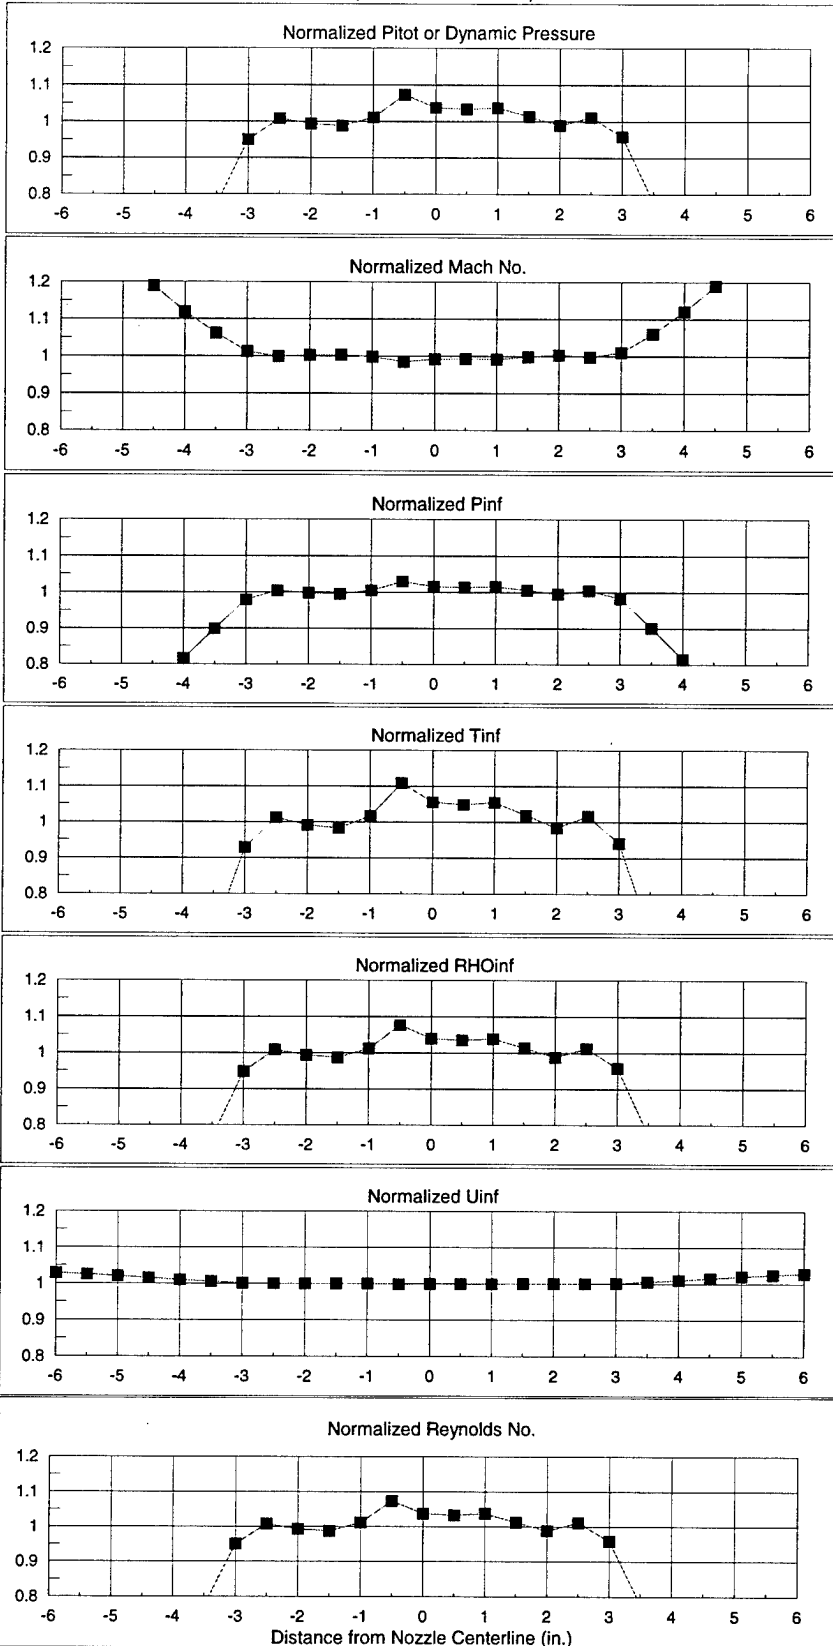 Normalized Pitot or Dynamic Pressure
1.2
1.1
1
0.9
0.8
-6 -5 -4 -3 -2 -1 0 1 2 3 4 5 6
Normalized Mach No.
1.2
1.1
1
0.9
0.8
-6 -5 -4 -3 -2 -1 0 1 2 3 4 5 6
Normalized Pinf
1.2
1.1
1
0.9
0.8
-6 -5 -4 -3 -2 -1 0 1 2 3 4 5 6
Normalized Tinf
1.2
1.1
1
0.9
0.8
-6 -5 -4 -3 -2 -1 0 1 2 3 4 5 6
Normalized RHOinf
1.2
1.1
1
0.9
0.8
-6 -5 -4 -3 -2 -1 0 1 2 3 4 5 6
Normalized Uinf
1.2
1.1
1
0.9
0.8
-6 -5 -4 -3 -2 -1 0 1 2 3 4 5 6
Normalized Reynolds No.
1.2
1.1
1
0.9
0.8
-6 -5 -4 -3 -2 -1 0 1 2 3 4 5 6
Distance from Nozzle Centerline (in.)